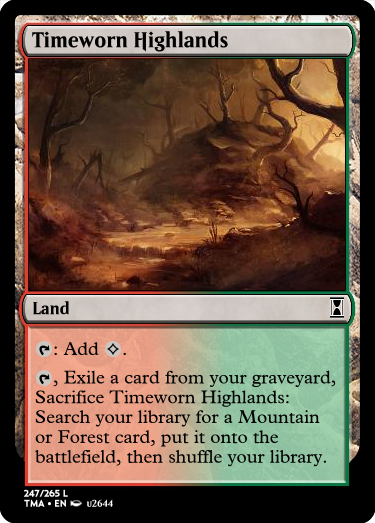 Timeworn Highlands
Land
: Add .
, Exile a card from your graveyard,
Sacrifice Timeworn Highlands:
Search your library for a Mountain
or Forest card, put it onto the
battlefield, then shuffle your library.
247/265 L
TMA • EN u2644